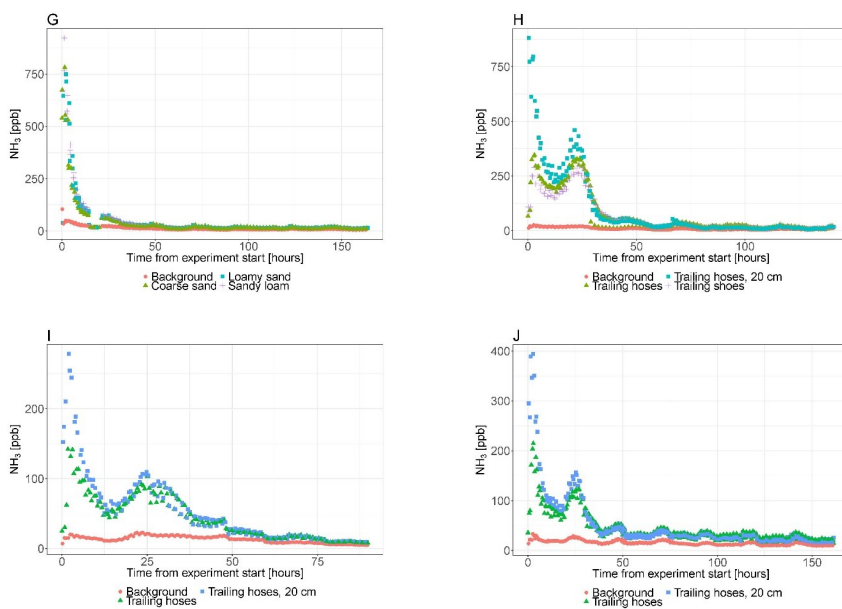 G
NH₃ [ppb]
750
500
250
0
0 50 100 150
Time from experiment start [hours]
Background Loamy sand
Coarse sand Sandy loam
H
NH₃ [ppb]
750
500
250
0
0 50 100
Time from experiment start [hours]
Background Trailing hoses, 20 cm
Trailing hoses Trailing shoes
I
NH₃ [ppb]
200
100
0
0 25 50 75
Time from experiment start [hours]
Background Trailing hoses, 20 cm
Trailing hoses
J
NH₃ [ppb]
400
300
200
100
0
0 50 100 150
Time from experiment start [hours]
Background Trailing hoses, 20 cm
Trailing hoses